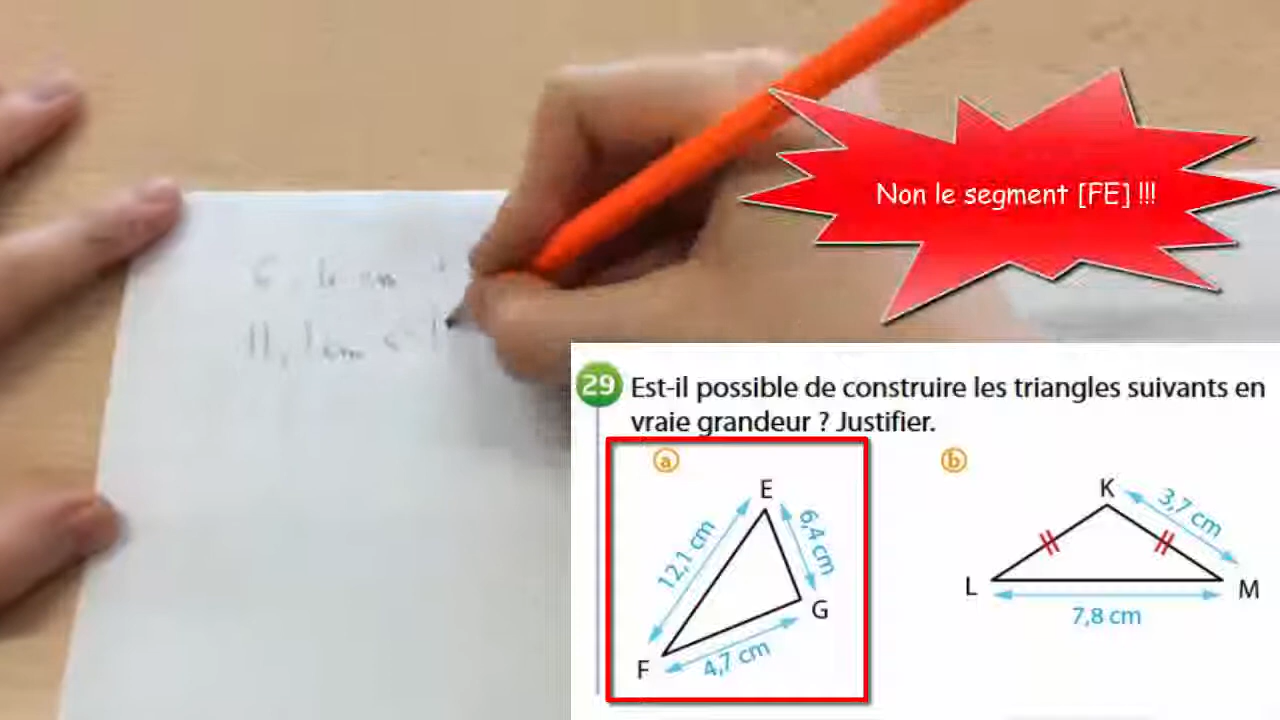 Non le segment [FE] !!!
29 Est-il possible de construire les triangles suivants en
vraie grandeur ? Justifier.
a
b
E
12,1 cm
6,4 cm
G
F
4,7 cm
K
3,7 cm
L
M
7,8 cm